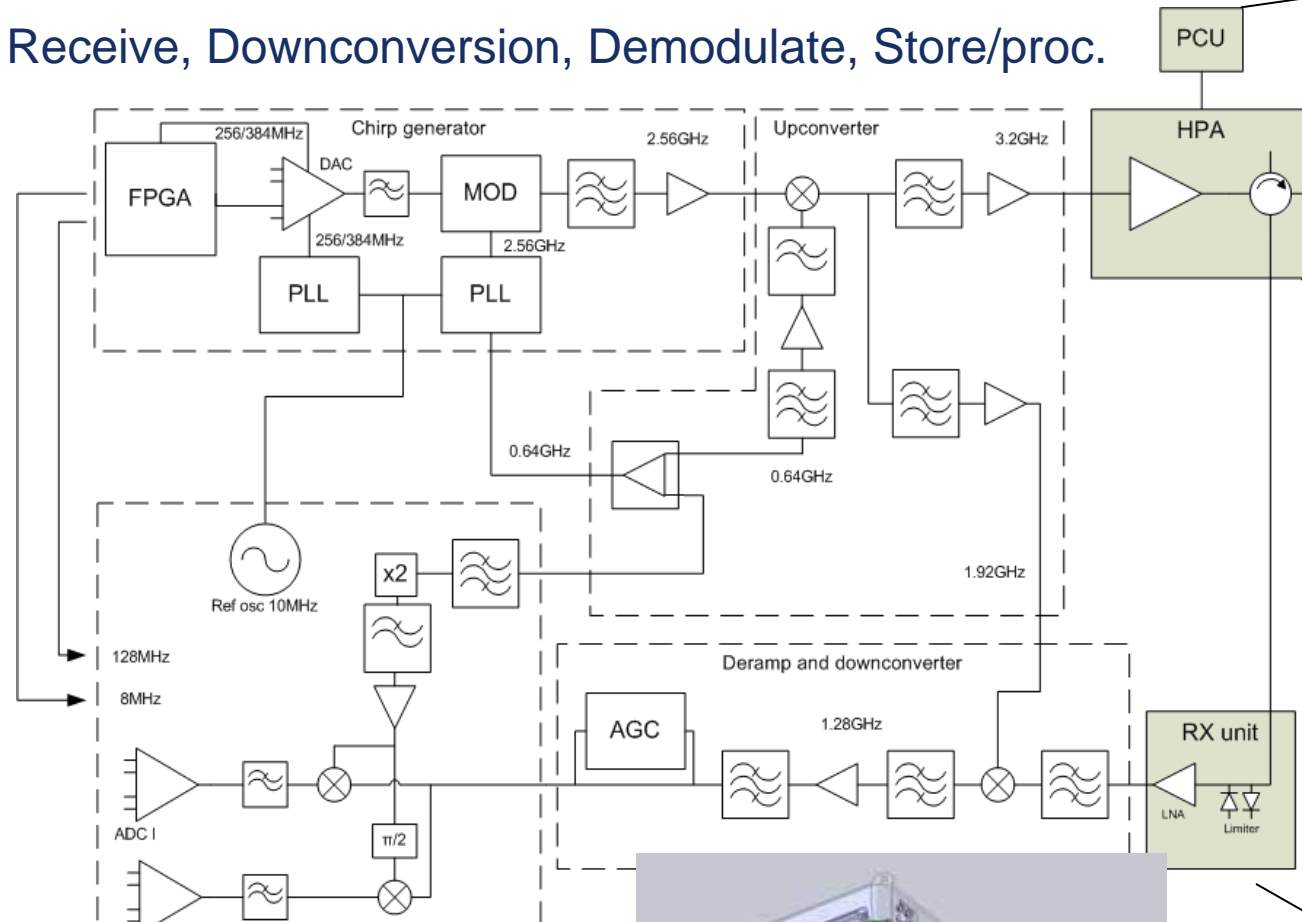 Receive, Downconversion, Demodulate, Store/proc.
PCU
Chirp generator
Upconverter
HPA
256/384MHz
DAC
2.56GHz
3.2GHz
FPGA
MOD
256/384MHz
2.56GHz
PLL
PLL
0.64GHz
0.64GHz
x2
Ref osc 10MHz
1.92GHz
128MHz
8MHz
Deramp and downconverter
AGC
1.28GHz
RX unit
LNA
Limiter
ADC I
π/2